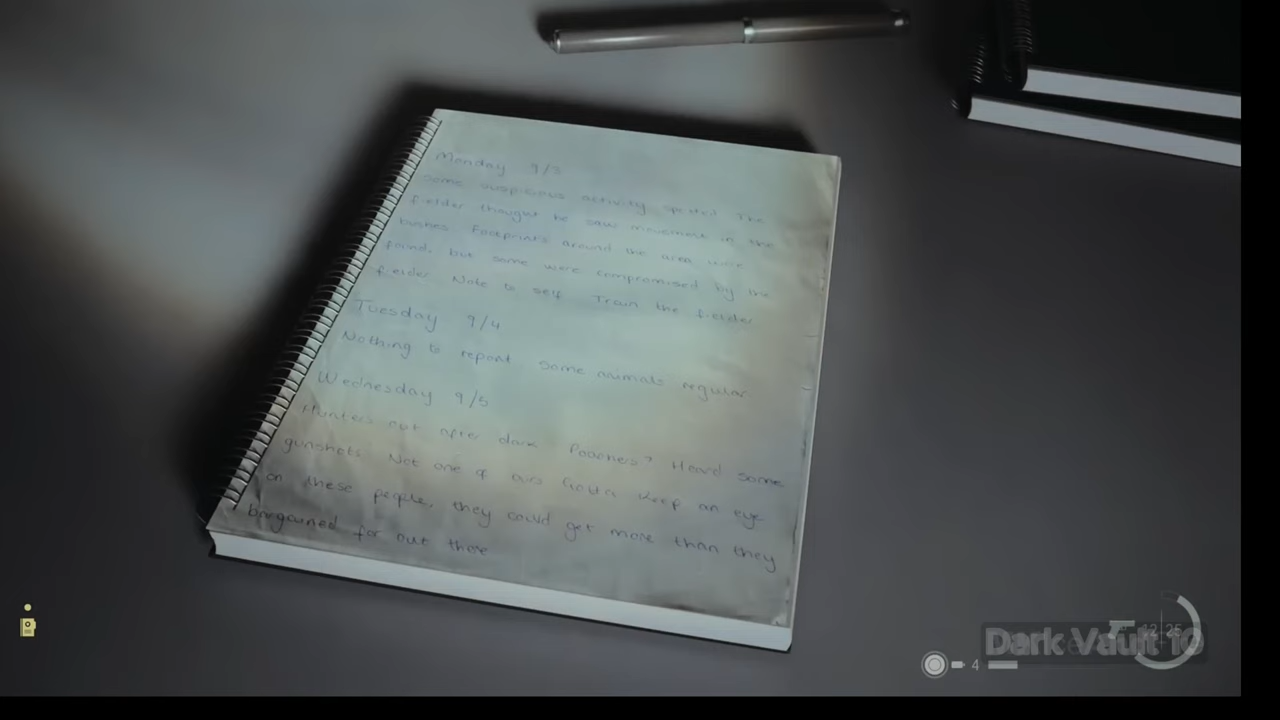 Monday 9/3
Some suspicious activity spotted. The
fielder thought he saw movement in the
bushes. Footprints around the area were
found, but some were compromised by the
fielder. Note to self. Train the fielder
Tuesday 9/4
Nothing to report. Some animals regular
Wednesday 9/5
Hunters out after dark. Poachers? Heard some
gunshots. Not one of ours. Gotta keep an eye
on these people, they could get more than they
bargained for out there
4
12 25
Dark Vault 10